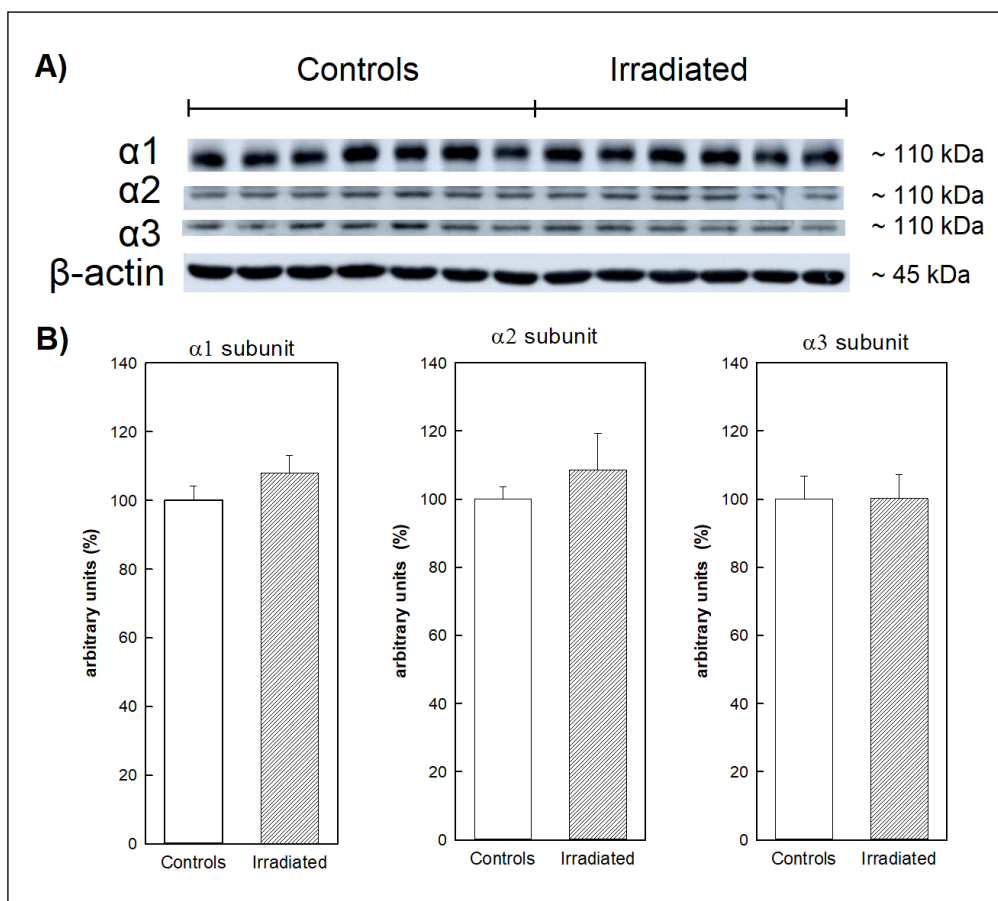 A)
Controls Irradiated
α1 ~ 110 kDa
α2 ~ 110 kDa
α3 ~ 110 kDa
β-actin ~ 45 kDa
B)
α1 subunit
140
120
100
80
60
40
20
0
arbitrary units (%)
Controls Irradiated
α2 subunit
140
120
100
80
60
40
20
0
arbitrary units (%)
Controls Irradiated
α3 subunit
140
120
100
80
60
40
20
0
arbitrary units (%)
Controls Irradiated